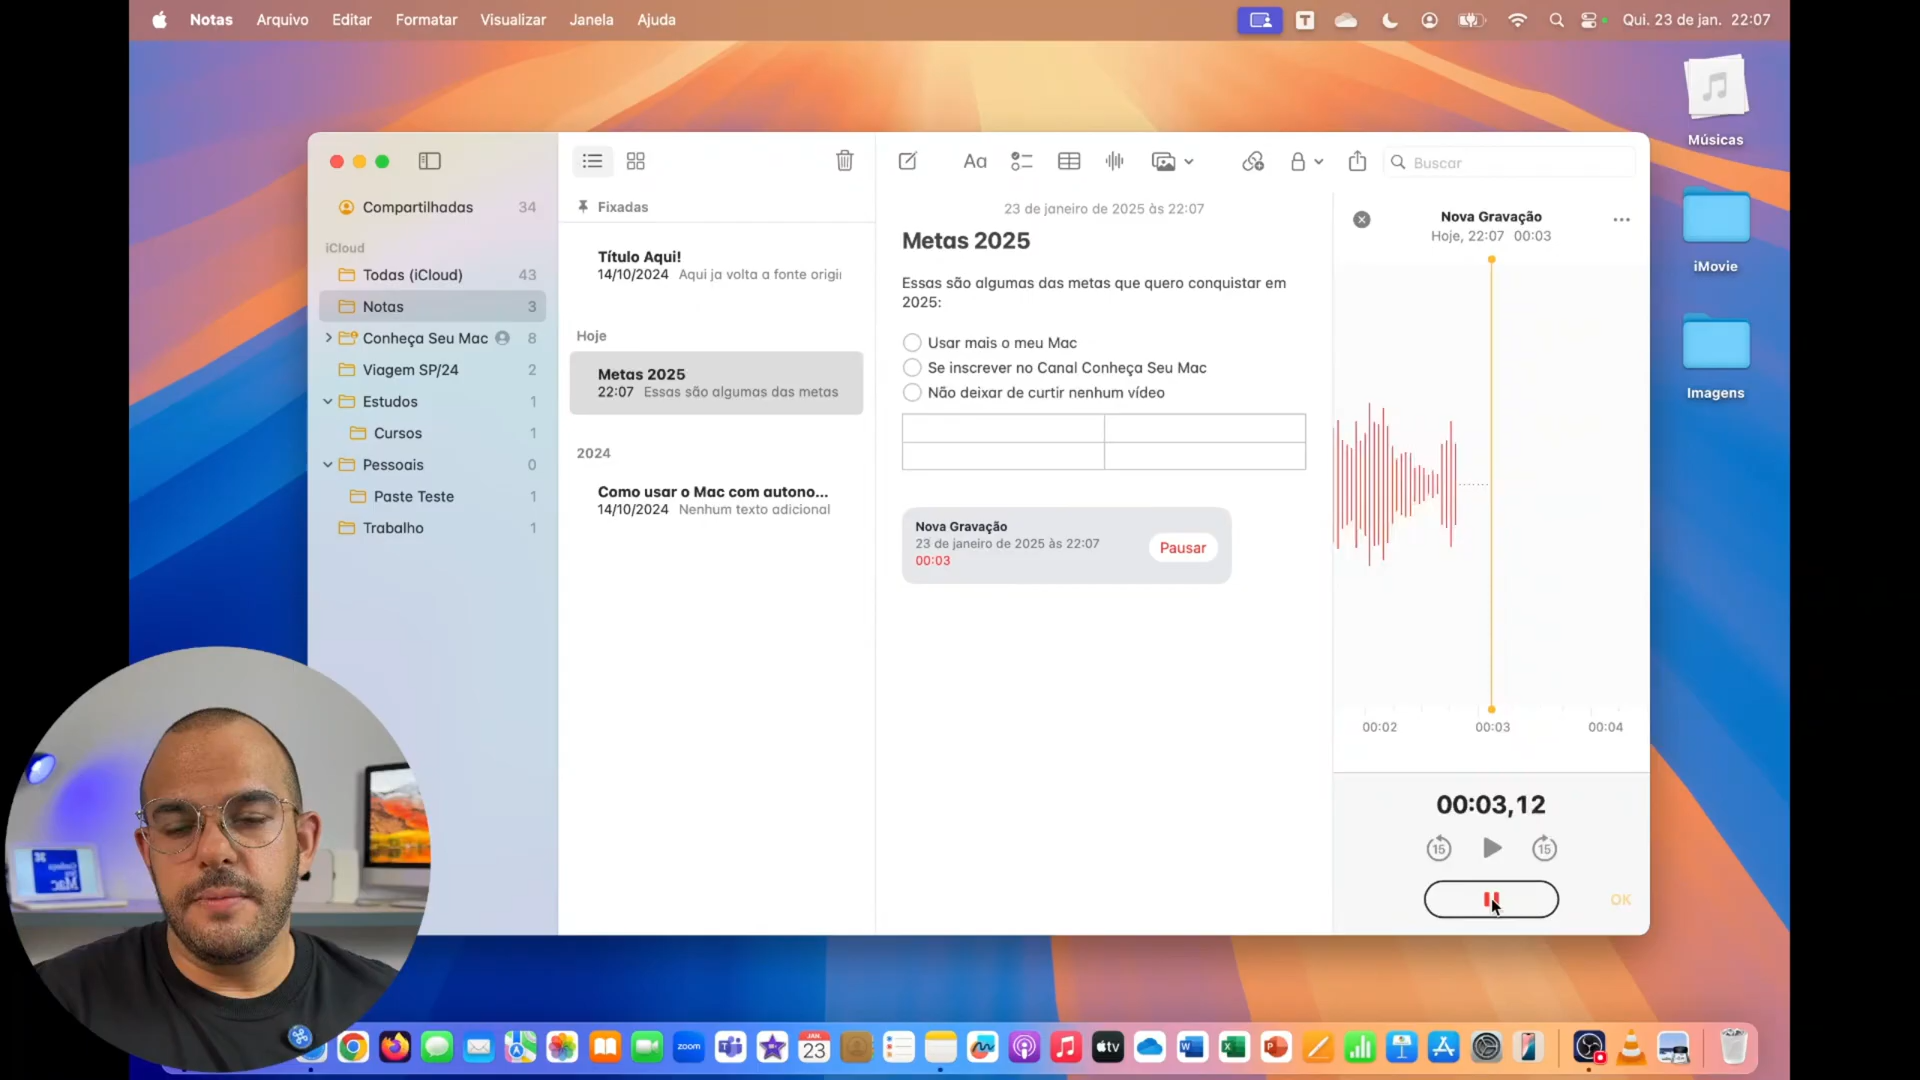 Notas Arquivo Editar Formatar Visualizar Janela Ajuda
Qui. 23 de jan. 22:07
Músicas
iMovie
Imagens
Compartilhadas 34
iCloud
Todas (iCloud) 43
Notas 3
Conheça Seu Mac 8
Viagem SP/24 2
Estudos 1
Cursos 1
Pessoais 0
Paste Teste 1
Trabalho 1
Fixadas
Título Aqui!
14/10/2024 Aqui ja volta a fonte origi
Hoje
Metas 2025
22:07 Essas são algumas das metas
2024
Como usar o Mac com autono...
14/10/2024 Nenhum texto adicional
Aa
Buscar
23 de janeiro de 2025 às 22:07
Metas 2025
Essas são algumas das metas que quero conquistar em
2025:
Usar mais o meu Mac
Se inscrever no Canal Conheça Seu Mac
Não deixar de curtir nenhum vídeo
Nova Gravação
23 de janeiro de 2025 às 22:07
00:03
Pausar
Nova Gravação
Hoje, 22:07 00:03
00:02 00:03 00:04
00:03,12
15 15
OK
zoom
JAN
23
tv